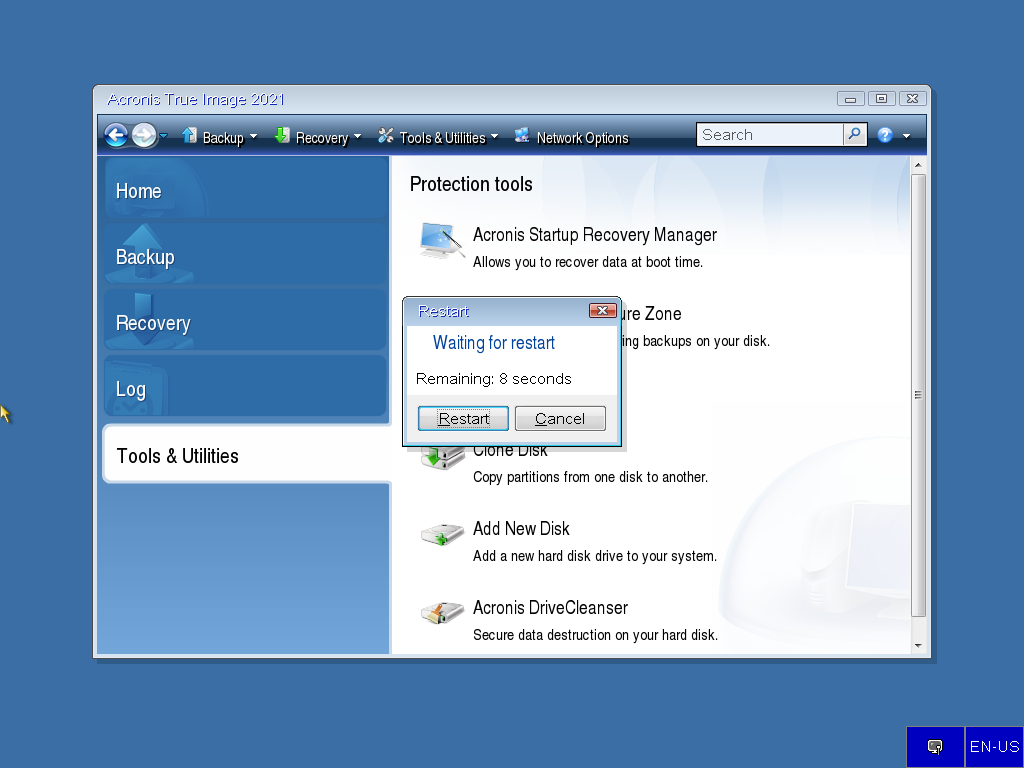 Acronis True Image 2021
Backup Recovery Tools & Utilities Network Options Search
Home
Backup
Recovery
Log
Tools & Utilities
Protection tools
Acronis Startup Recovery Manager
Allows you to recover data at boot time.
Zone
backups on your disk.
Restart
Waiting for restart
Remaining: 8 seconds
Restart Cancel
Clone Disk
Copy partitions from one disk to another.
Add New Disk
Add a new hard disk drive to your system.
Acronis DriveCleanser
Secure data destruction on your hard disk.
EN-US